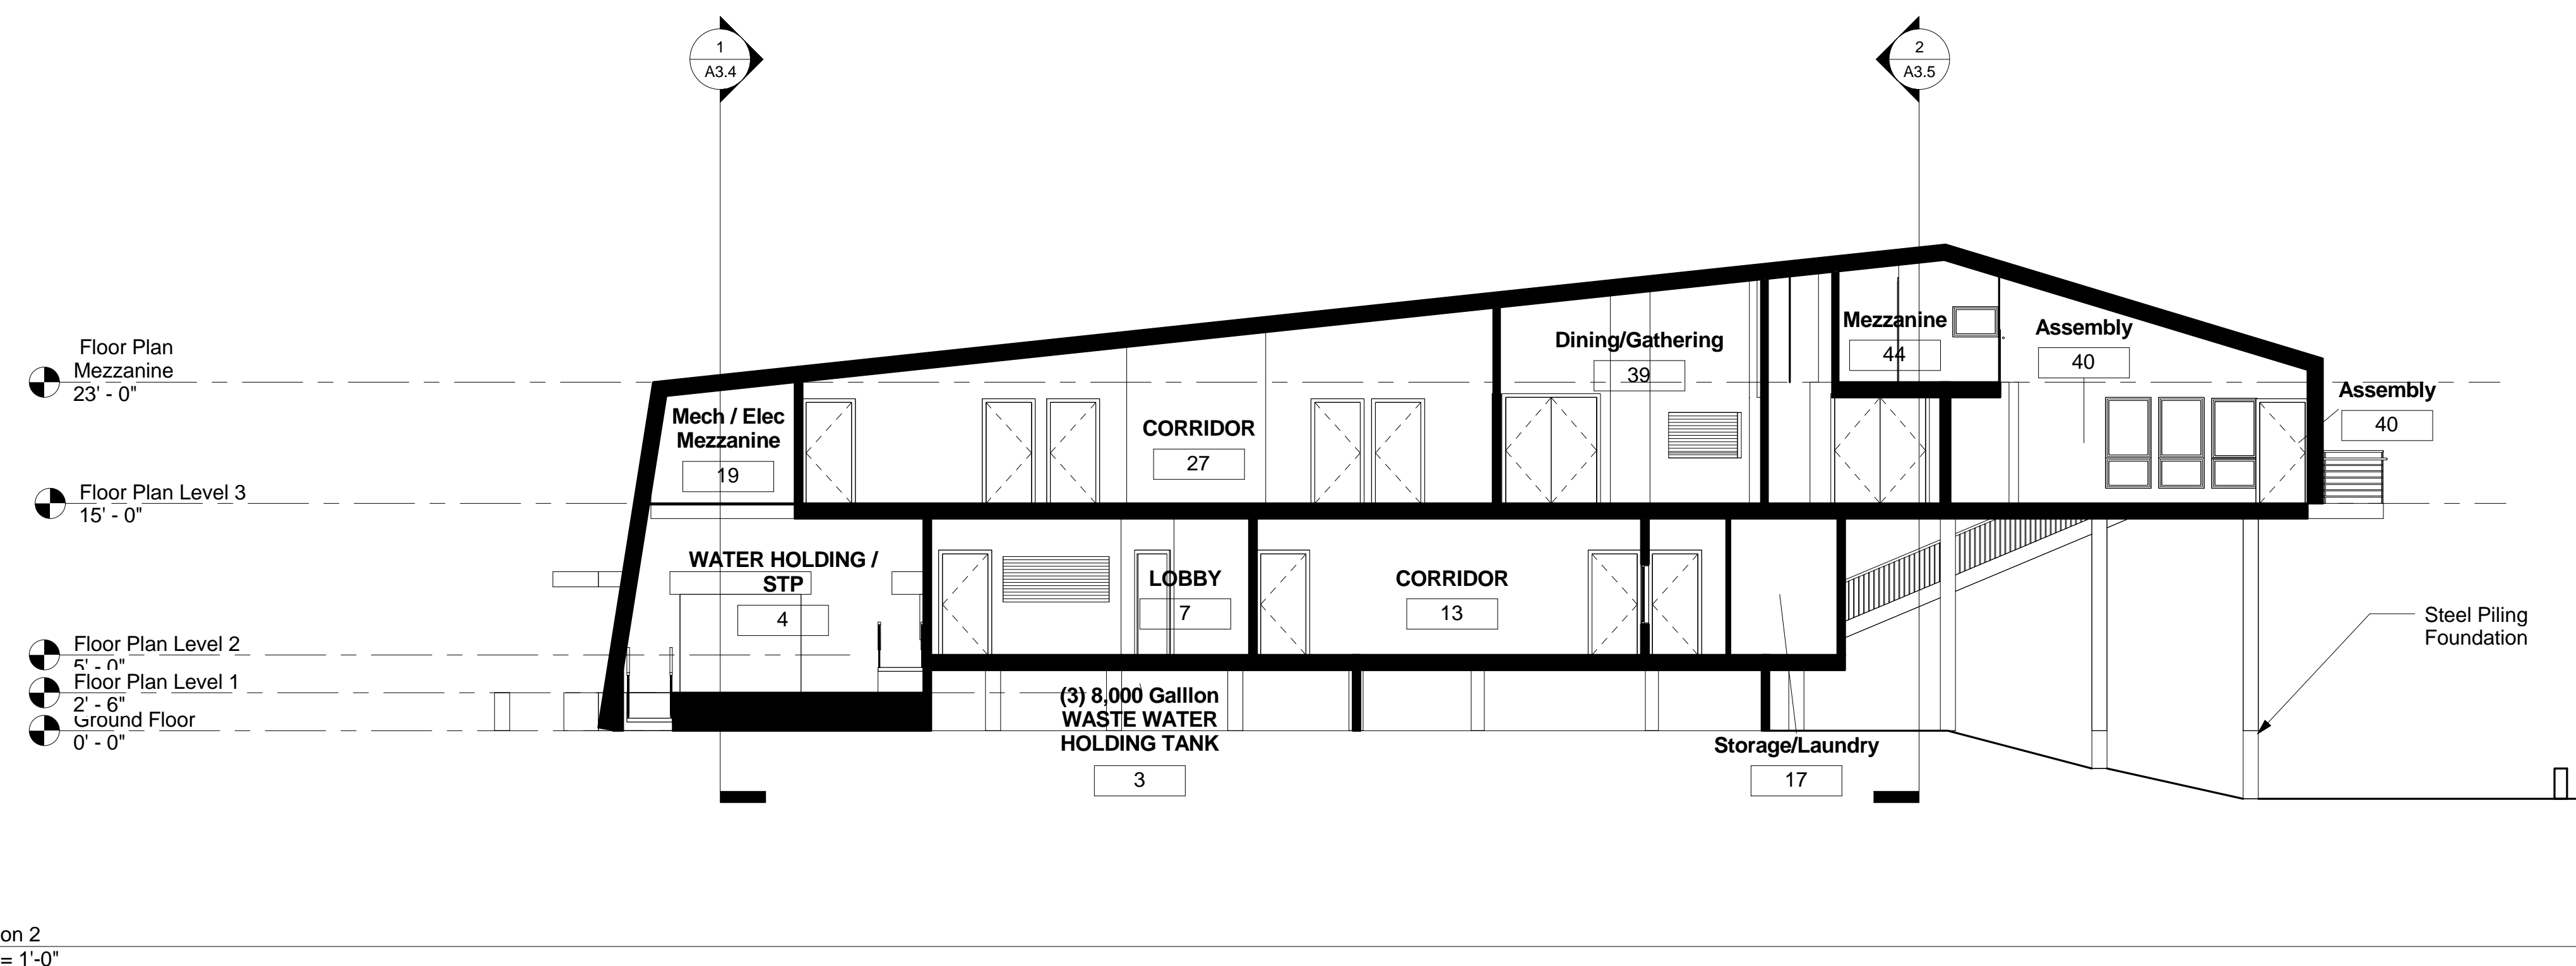 1
A3.4
2
A3.5
Floor Plan
Mezzanine
23' - 0"
Floor Plan Level 3
15' - 0"
Floor Plan Level 2
5' - 0"
Floor Plan Level 1
2' - 6"
Ground Floor
0' - 0"
Mech / Elec
Mezzanine
19
CORRIDOR
27
Dining/Gathering
39
Mezzanine
44
Assembly
40
Assembly
40
WATER HOLDING /
STP
4
LOBBY
7
CORRIDOR
13
Steel Piling
Foundation
(3) 8,000 Galllon
WASTE WATER
HOLDING TANK
3
Storage/Laundry
17
on 2
= 1'-0"